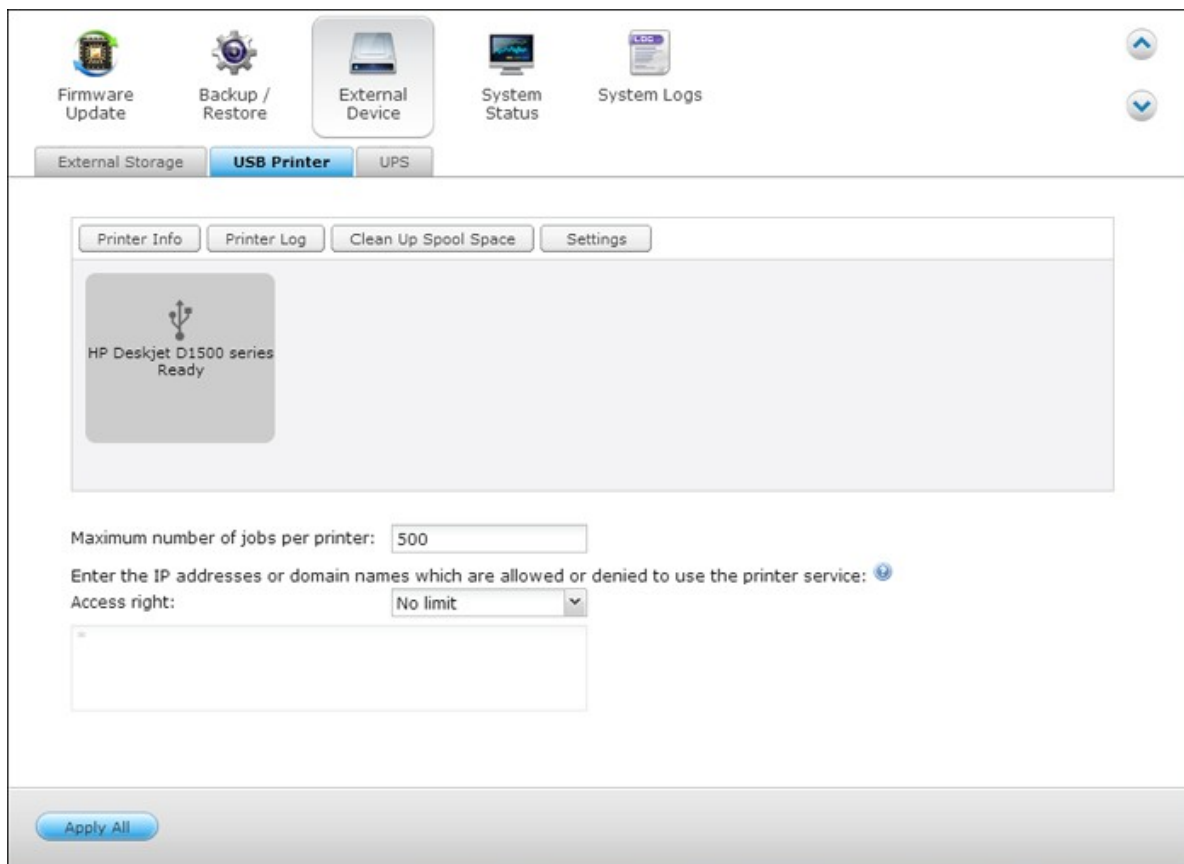 Firmware Update
Backup / Restore
External Device
System Status
LOG
System Logs
External Storage
USB Printer
UPS
Printer Info
Printer Log
Clean Up Spool Space
Settings
HP Deskjet D1500 series
Ready
Maximum number of jobs per printer: 500
Enter the IP addresses or domain names which are allowed or denied to use the printer service:
Access right: No limit
Apply All